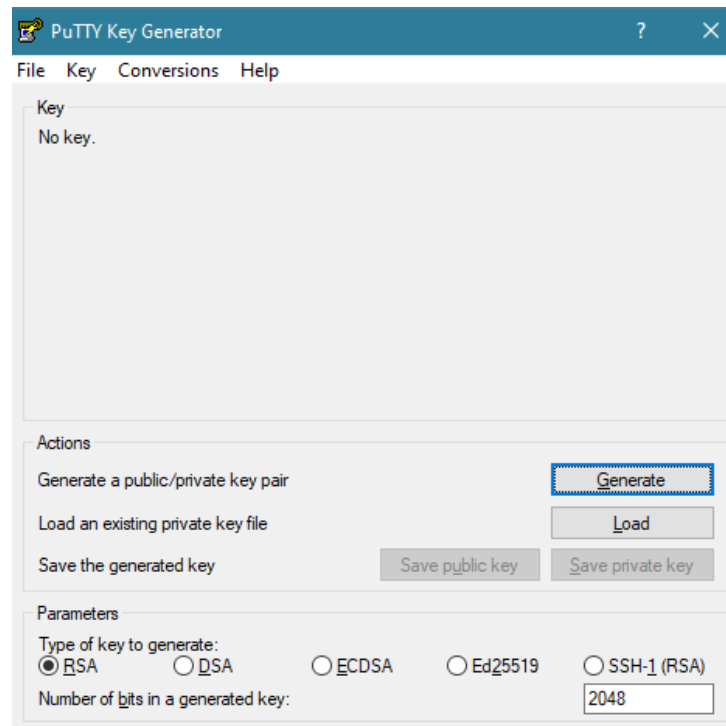 PuTTY Key Generator ? ×
File Key Conversions Help
Key
No key.
Actions
Generate a public/private key pair Generate
Load an existing private key file Load
Save the generated key Save public key Save private key
Parameters
Type of key to generate:
RSA DSA ECDSA Ed25519 SSH-1 (RSA)
Number of bits in a generated key: 2048